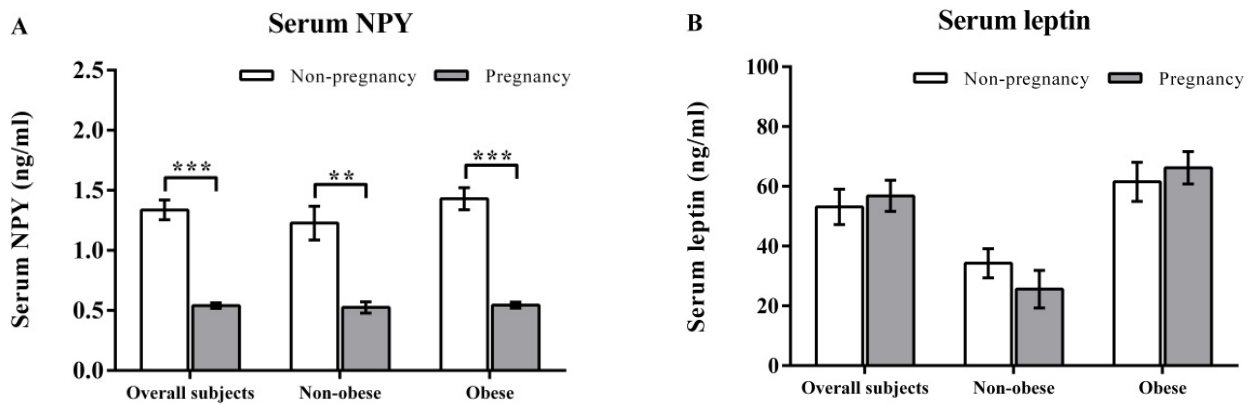 A
Serum NPY
Non-pregnancy
Pregnancy
Serum NPY (ng/ml)
2.5
2.0
1.5
1.0
0.5
0.0
***
**
***
Overall subjects
Non-obese
Obese
B
Serum leptin
Non-pregnancy
Pregnancy
Serum leptin (ng/ml)
100
80
60
40
20
0
Overall subjects
Non-obese
Obese